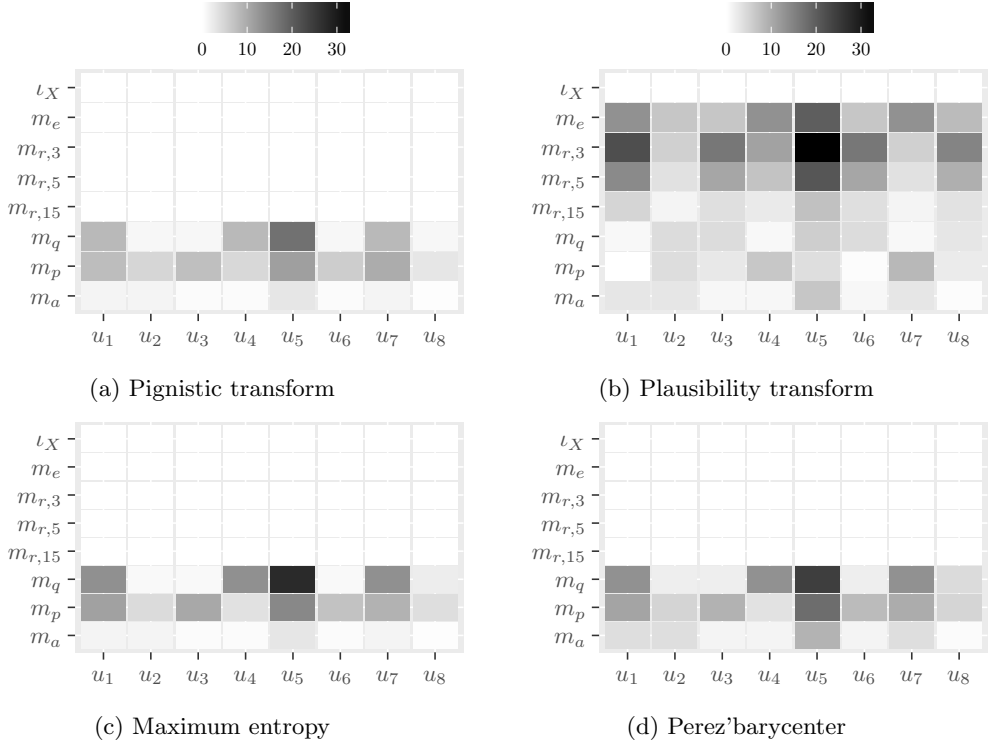 0 10 20 30 0 10 20 30
ι_X ι_X
m_e m_e
m_{r,3} m_{r,3}
m_{r,5} m_{r,5}
m_{r,15} m_{r,15}
m_q m_q
m_p m_p
m_a m_a
u_1 u_2 u_3 u_4 u_5 u_6 u_7 u_8 u_1 u_2 u_3 u_4 u_5 u_6 u_7 u_8
(a) Pignistic transform (b) Plausibility transform
ι_X ι_X
m_e m_e
m_{r,3} m_{r,3}
m_{r,5} m_{r,5}
m_{r,15} m_{r,15}
m_q m_q
m_p m_p
m_a m_a
u_1 u_2 u_3 u_4 u_5 u_6 u_7 u_8 u_1 u_2 u_3 u_4 u_5 u_6 u_7 u_8
(c) Maximum entropy (d) Perez'barycenter